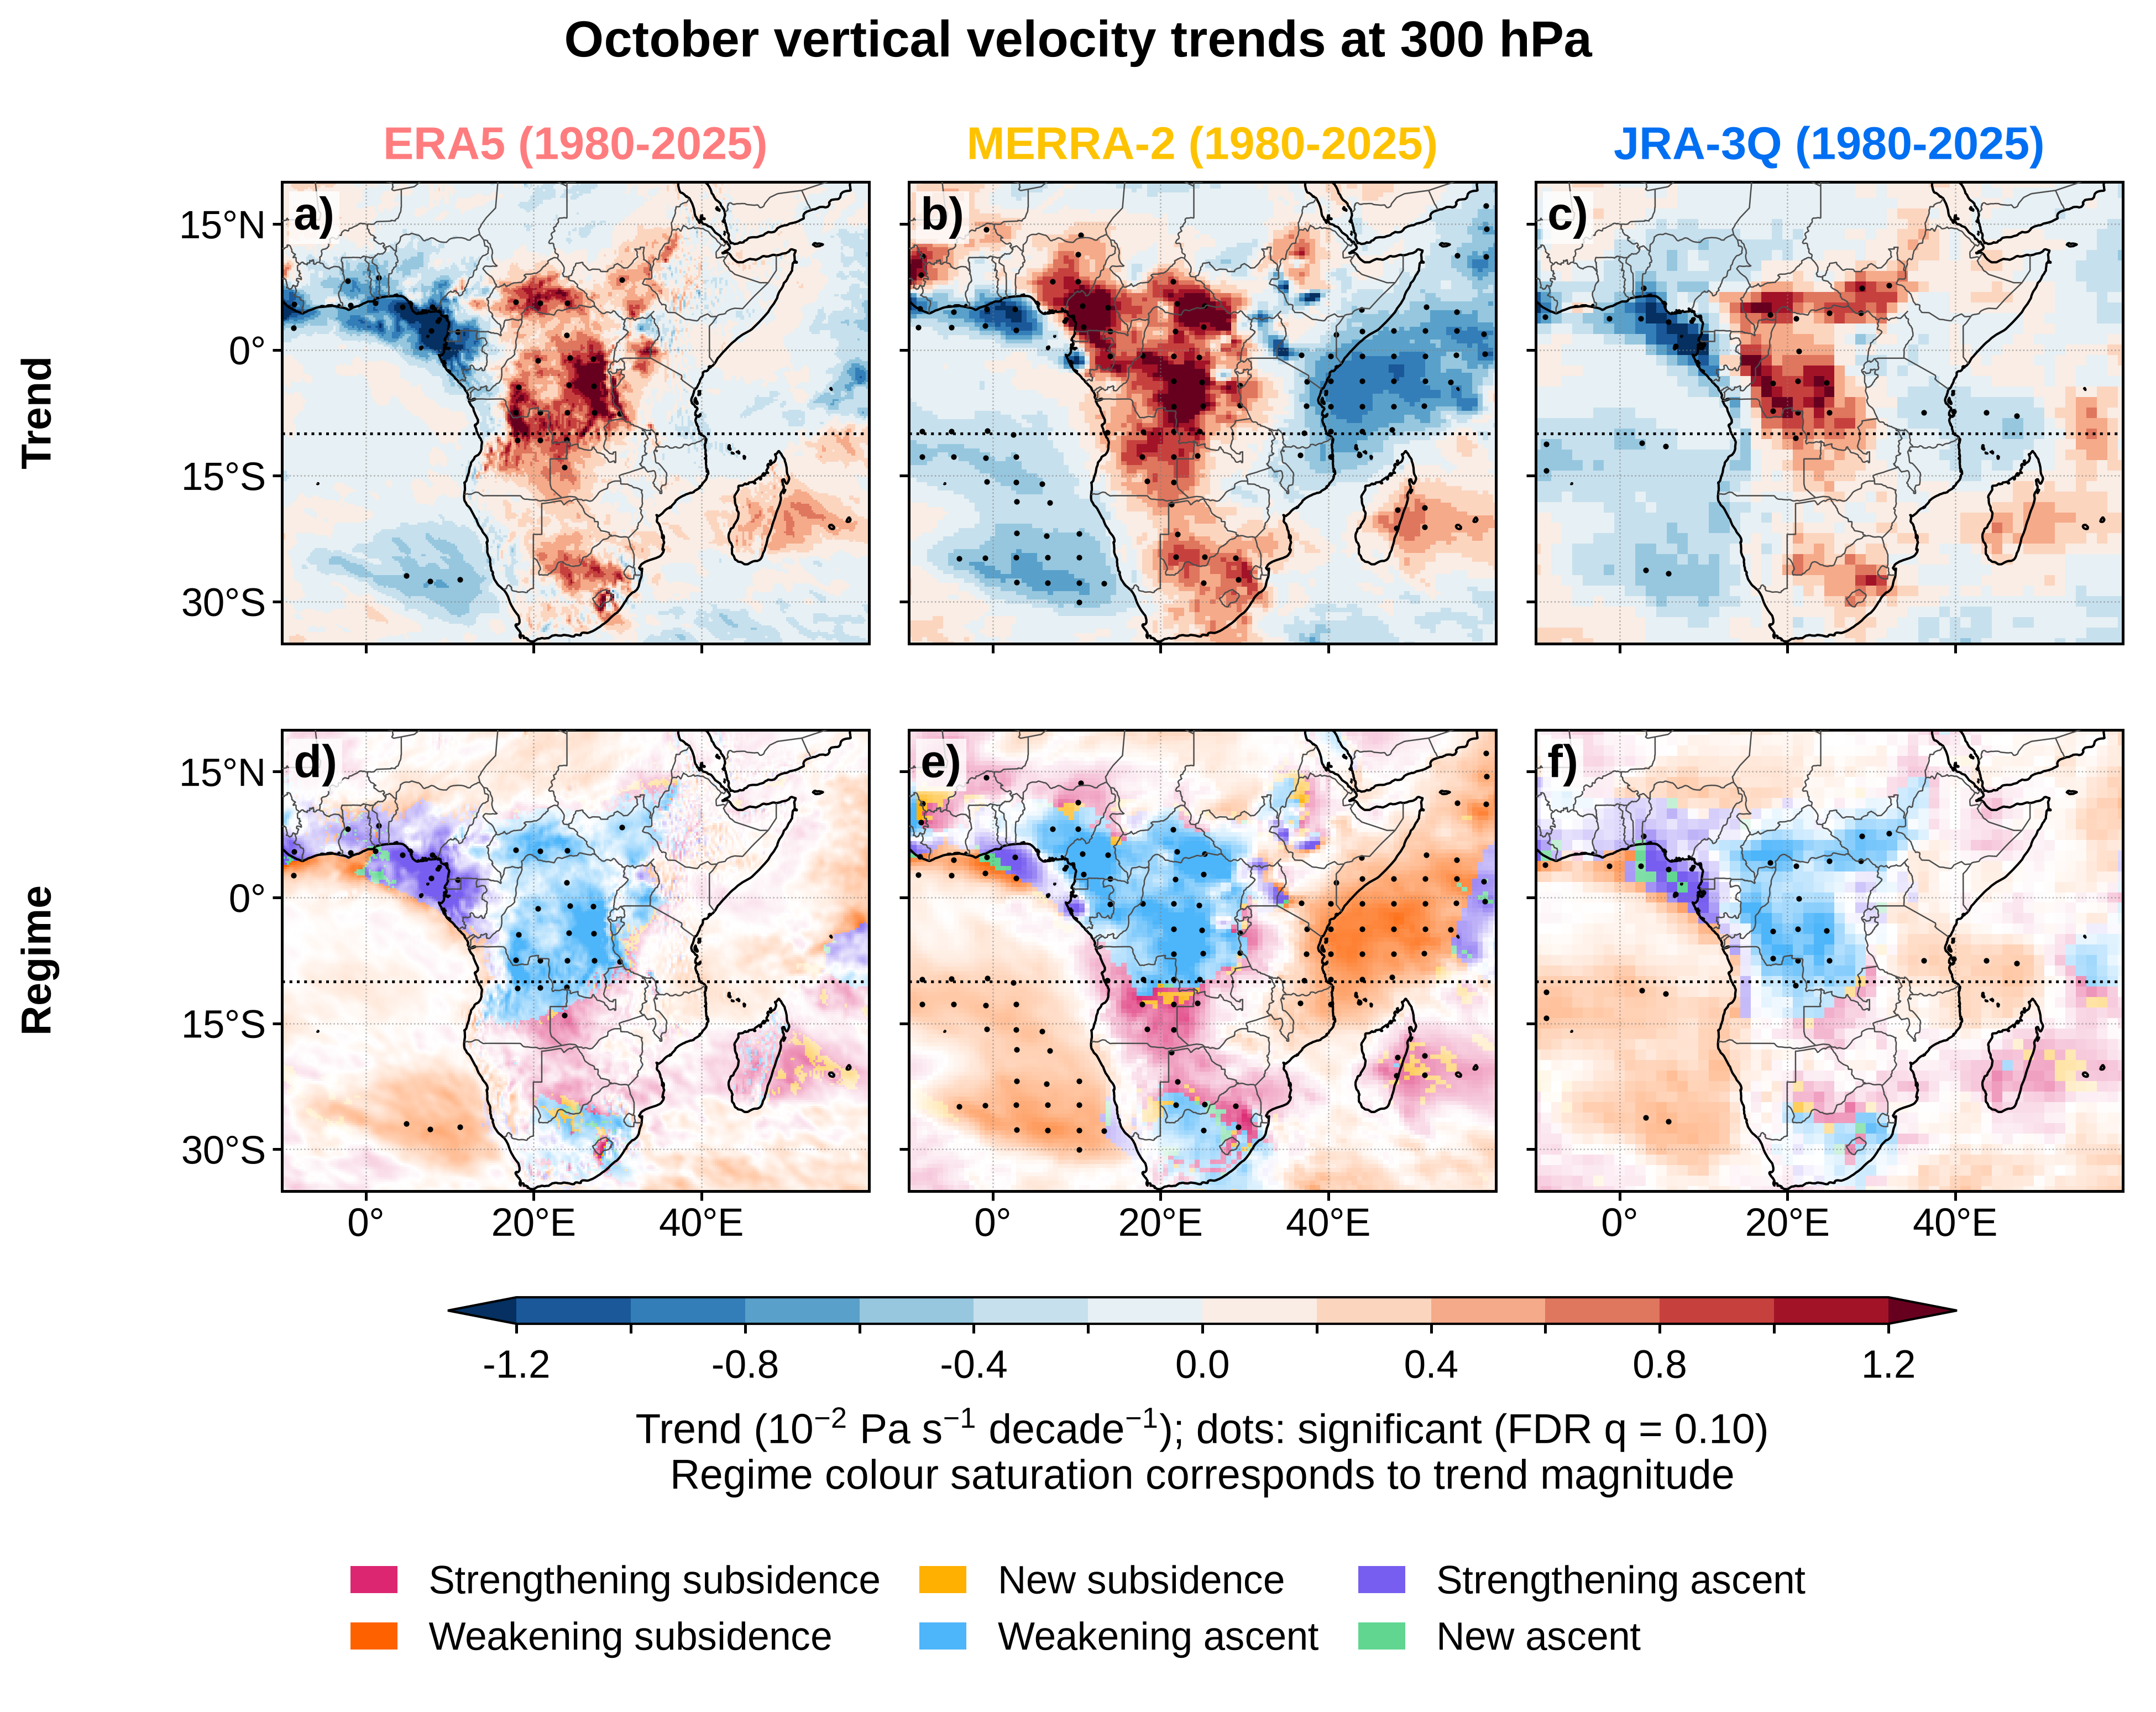 October vertical velocity trends at 300 hPa
ERA5 (1980-2025) MERRA-2 (1980-2025) JRA-3Q (1980-2025)
Trend
a) b) c)
15°N
0°
15°S
30°S
Regime
d) e) f)
15°N
0°
15°S
30°S
0° 20°E 40°E 0° 20°E 40°E 0° 20°E 40°E
-1.2 -0.8 -0.4 0.0 0.4 0.8 1.2
Trend (10⁻² Pa s⁻¹ decade⁻¹); dots: significant (FDR q = 0.10)
Regime colour saturation corresponds to trend magnitude
Strengthening subsidence New subsidence Strengthening ascent
Weakening subsidence Weakening ascent New ascent